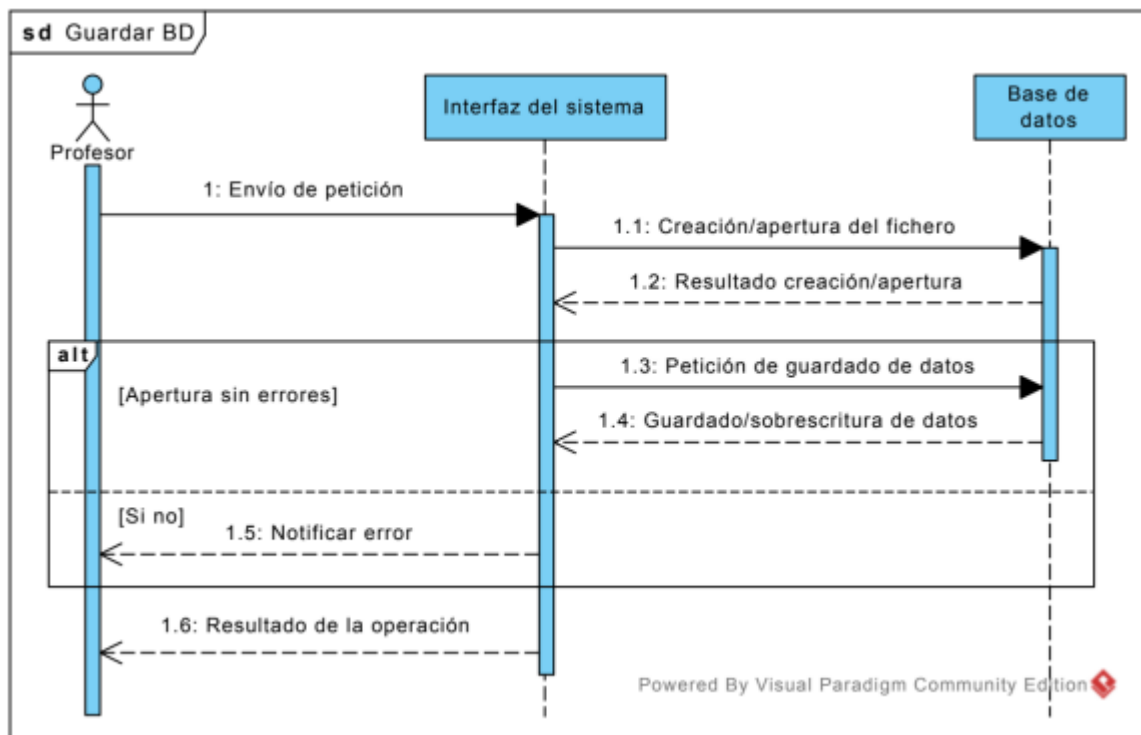 sd Guardar BD
Profesor
Interfaz del sistema
Base de
datos
1: Envío de petición
1.1: Creación/apertura del fichero
1.2: Resultado creación/apertura
alt
1.3: Petición de guardado de datos
[Apertura sin errores]
1.4: Guardado/sobrescritura de datos
[Si no]
1.5: Notificar error
1.6: Resultado de la operación
Powered By Visual Paradigm Community Edition